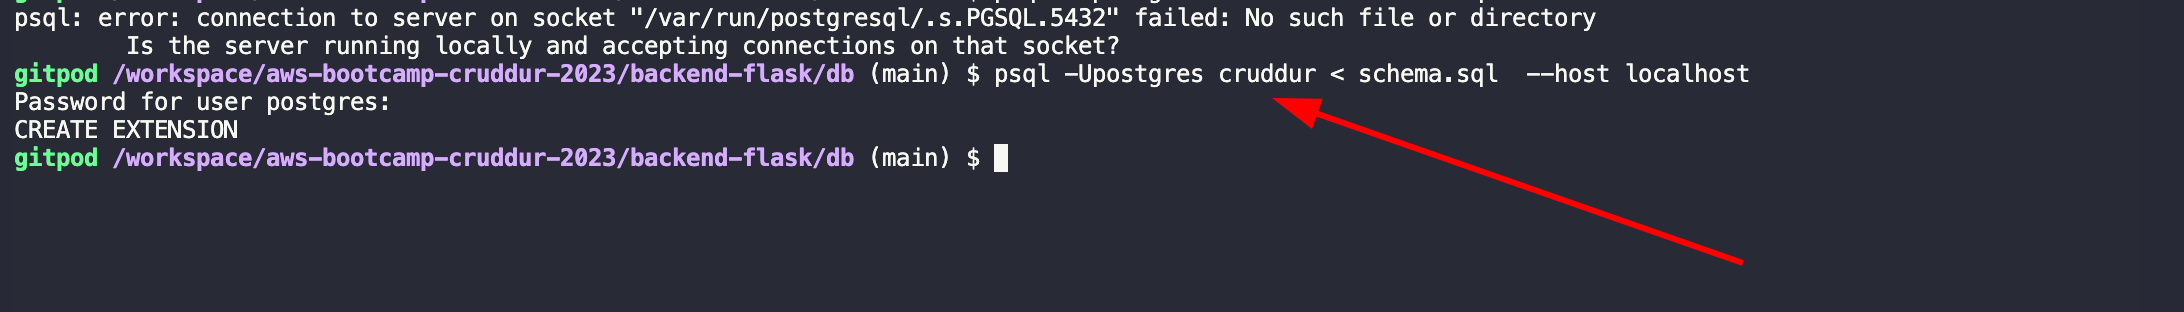 psql: error: connection to server on socket "/var/run/postgresql/.s.PGSQL.5432" failed: No such file or directory
        Is the server running locally and accepting connections on that socket?
gitpod /workspace/aws-bootcamp-cruddur-2023/backend-flask/db (main) $ psql -Upostgres cruddur < schema.sql  --host localhost
Password for user postgres:
CREATE EXTENSION
gitpod /workspace/aws-bootcamp-cruddur-2023/backend-flask/db (main) $